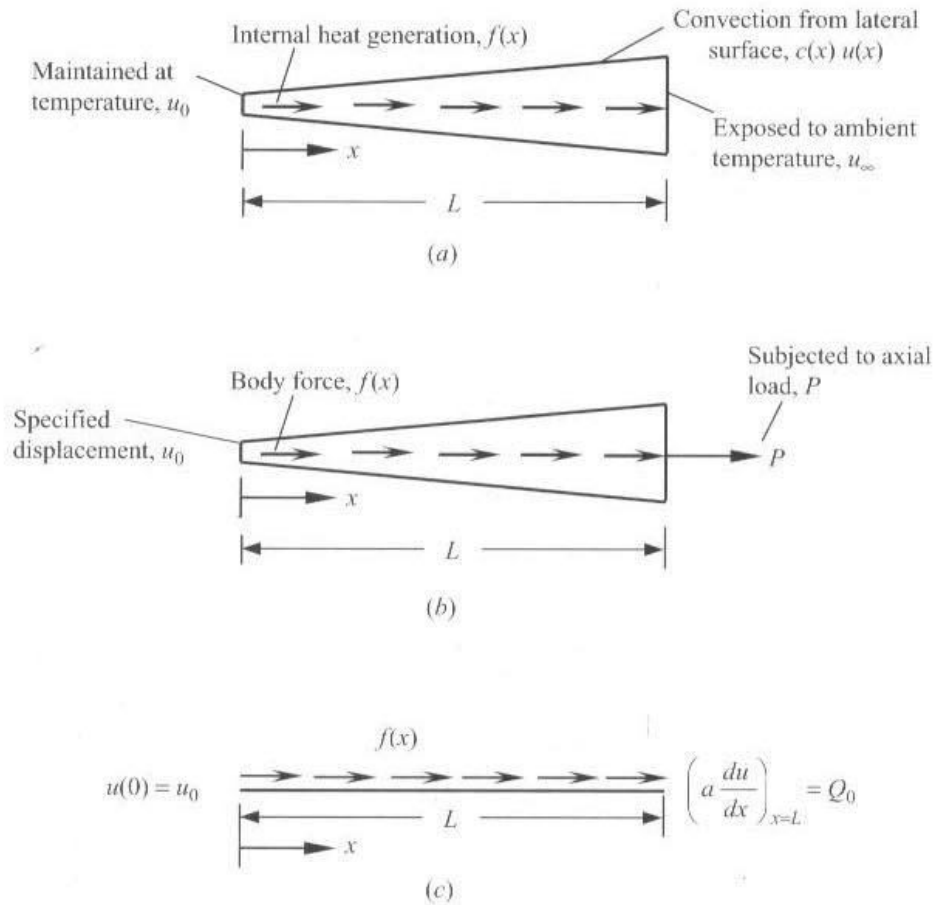 Internal heat generation, f(x)
Convection from lateral
surface, c(x) u(x)
Maintained at
temperature, u₀
x
Exposed to ambient
temperature, u∞
L
(a)
Body force, f(x)
Subjected to axial
load, P
Specified
displacement, u₀
P
x
L
(b)
f(x)
u(0) = u₀
(a du/dx)ₓ₌L = Q₀
L
x
(c)